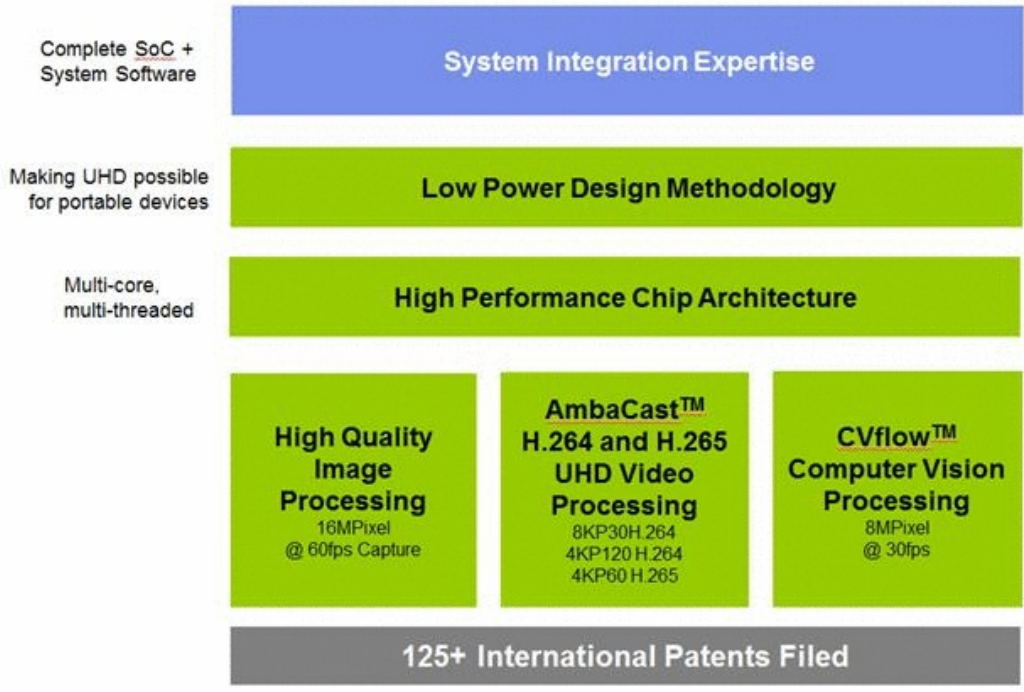 Complete SoC +
System Software
System Integration Expertise
Making UHD possible
for portable devices
Low Power Design Methodology
Multi-core,
multi-threaded
High Performance Chip Architecture
High Quality
Image
Processing
16MPixel
@ 60fps Capture
AmbaCast™
H.264 and H.265
UHD Video
Processing
8KP30H.264
4KP120 H.264
4KP60 H.265
CVflow™
Computer Vision
Processing
8MPixel
@ 30fps
125+ International Patents Filed